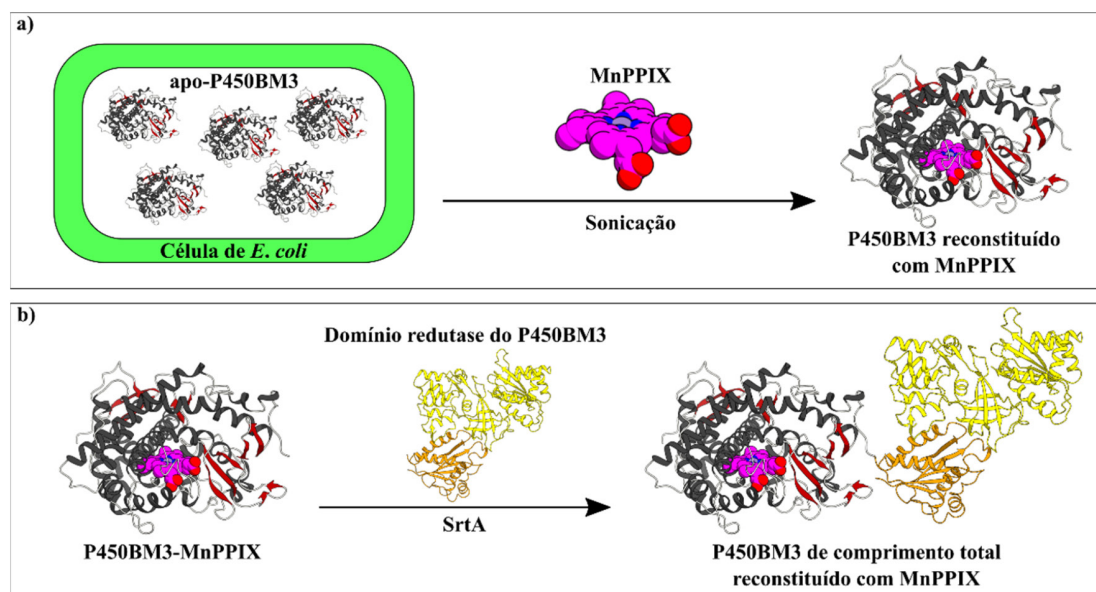 a)
apo-P450BM3
Célula de E. coli
MnPPIX
Sonicação
P450BM3 reconstituído
com MnPPIX
b)
P450BM3-MnPPIX
Domínio redutase do P450BM3
SrtA
P450BM3 de comprimento total
reconstituído com MnPPIX